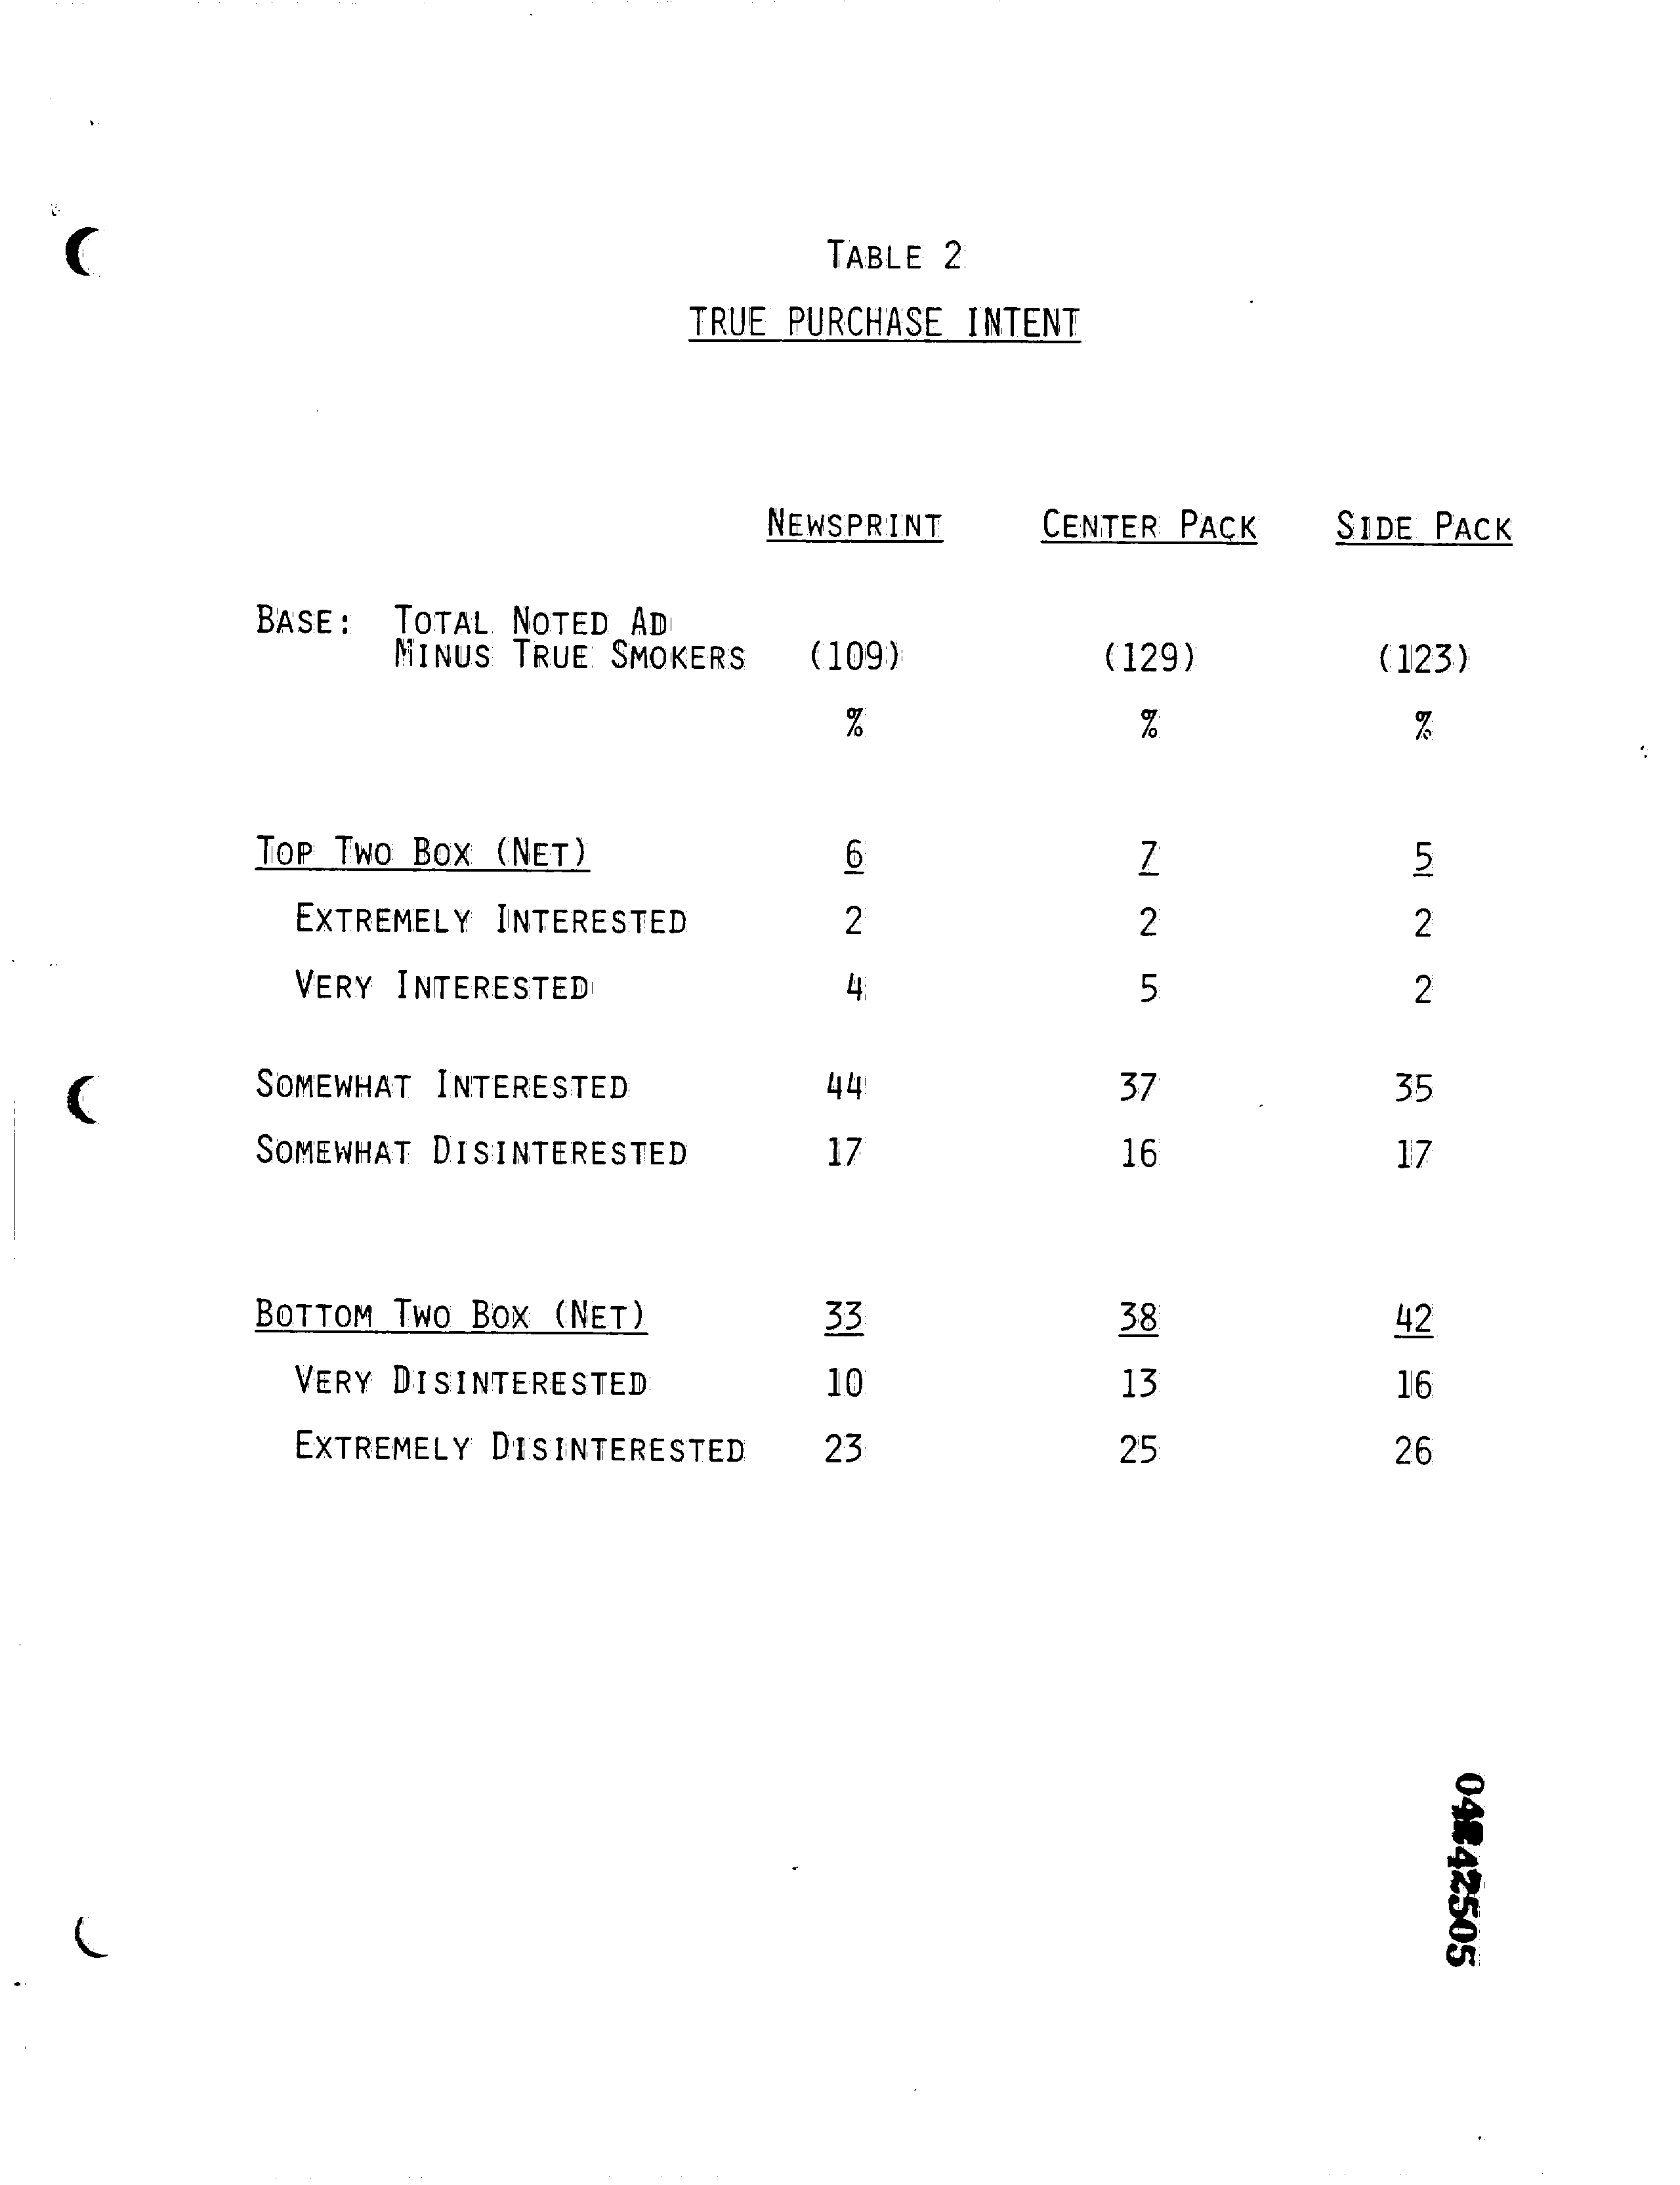 TABLE 2
TRUE PURCHASE INTENT
NEWSPRINT CENTER PACK SIDE PACK
BASE: TOTAL NOTED AD
MINUS TRUE SMOKERS (109) (129) (123)
% % %
TOP TWO BOX (NET) 6 7 5
EXTREMELY INTERESTED 2 2 2
VERY INTERESTED 4 5 2
SOMEWHAT INTERESTED 44 37 35
SOMEWHAT DISINTERESTED 17 16 17
BOTTOM TWO BOX (NET) 33 38 42
VERY DISINTERESTED 10 13 16
EXTREMELY DISINTERESTED 23 25 26